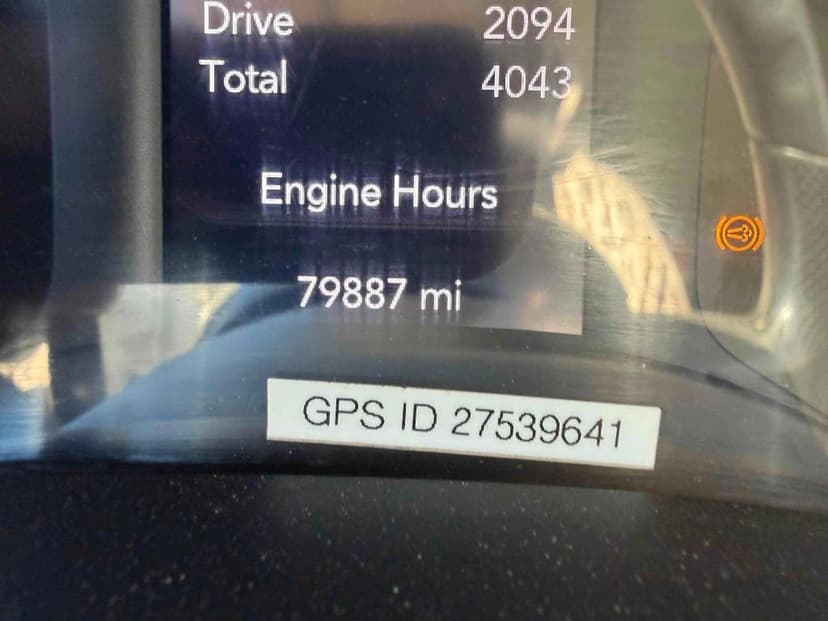 Drive 2094
Total 4043
Engine Hours
79887 mi
GPS ID 27539641